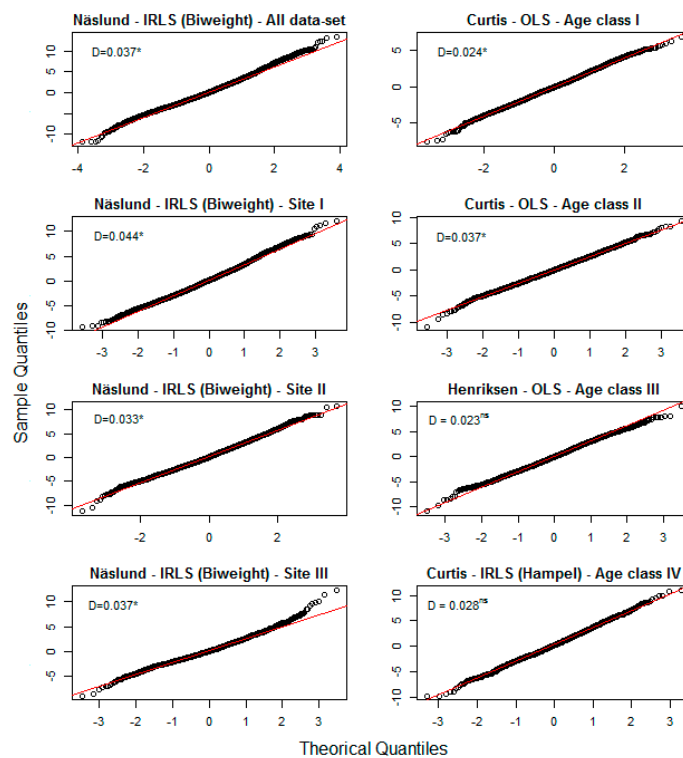 Näslund - IRLS (Biweight) - All data-set
D=0.037*
10
5
0
-10
-4 -2 0 2 4
Curtis - OLS - Age class I
D=0.024*
5
0
-5
-2 0 2
Näslund - IRLS (Biweight) - Site I
D=0.044*
10
5
0
-5
-10
-3 -2 -1 0 1 2 3
Curtis - OLS - Age class II
D=0.037*
10
5
0
-5
-10
-3 -2 -1 0 1 2 3
Sample Quantiles
Näslund - IRLS (Biweight) - Site II
D=0.033*
10
5
0
-5
-10
-2 0 2
Henriksen - OLS - Age class III
D = 0.023ns
10
5
0
-5
-10
-3 -2 -1 0 1 2 3
Näslund - IRLS (Biweight) - Site III
D=0.037*
10
5
0
-5
-3 -2 -1 0 1 2 3
Curtis - IRLS (Hampel) - Age class IV
D = 0.028ns
10
5
0
-5
-10
-3 -2 -1 0 1 2 3
Theorical Quantiles